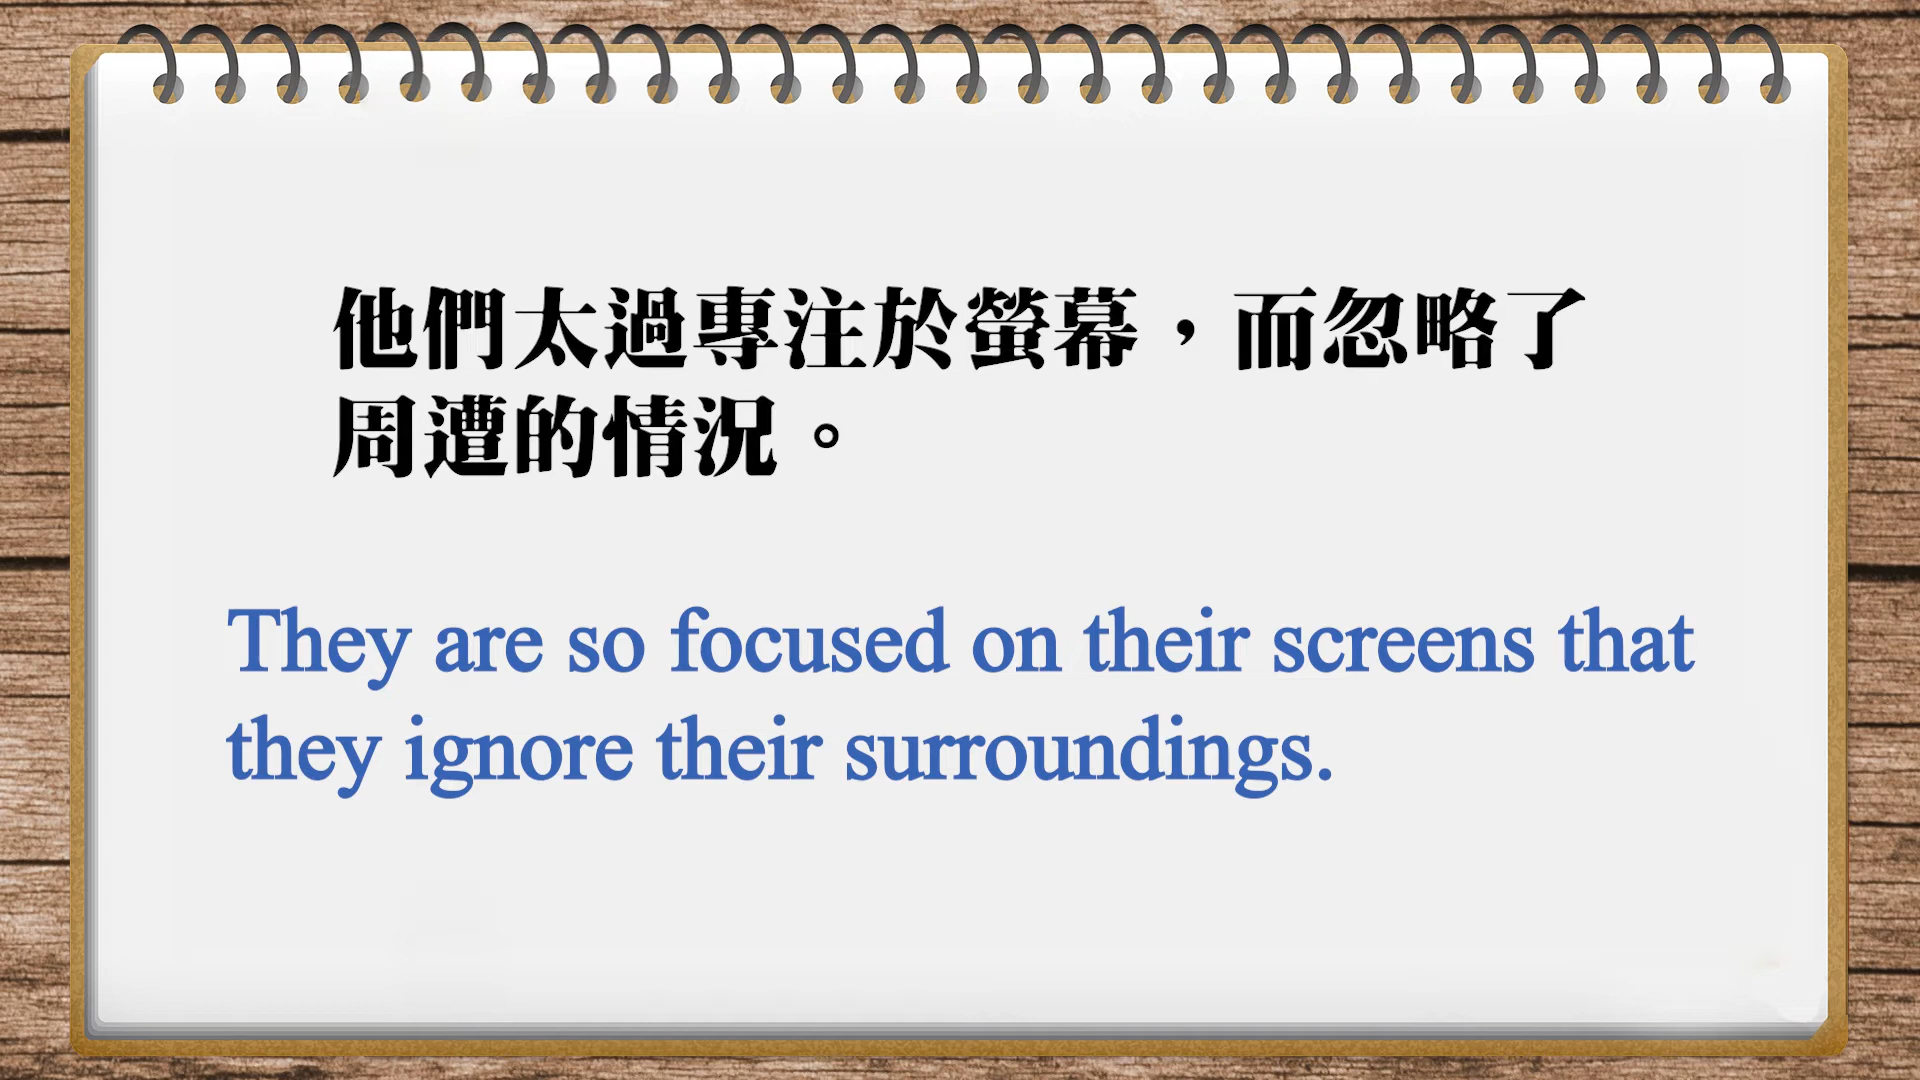 他們太過專注於螢幕，而忽略了
周遭的情況。
They are so focused on their screens that
they ignore their surroundings.